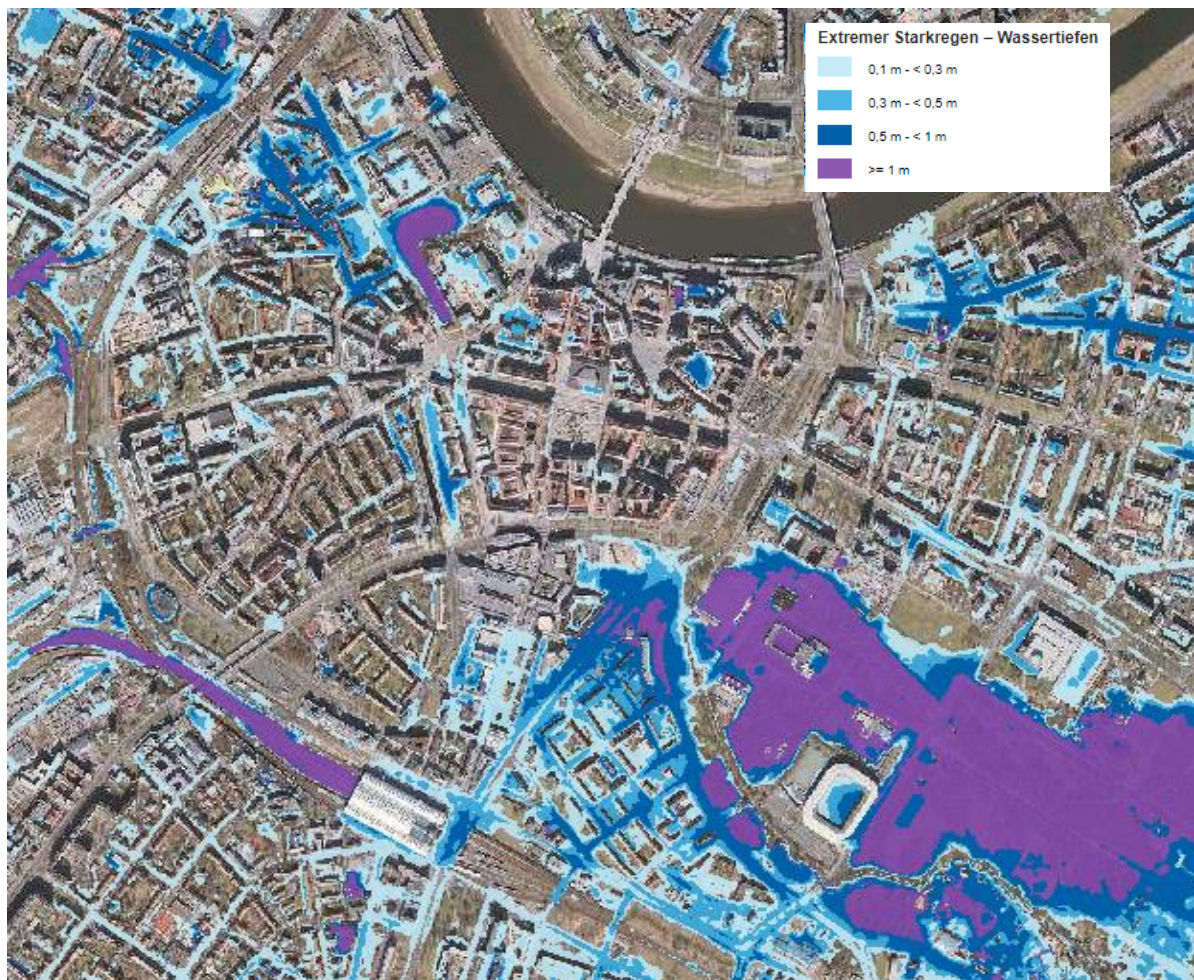 Extremer Starkregen – Wassertiefen
0,1 m - < 0,3 m
0,3 m - < 0,5 m
0,5 m - < 1 m
>= 1 m